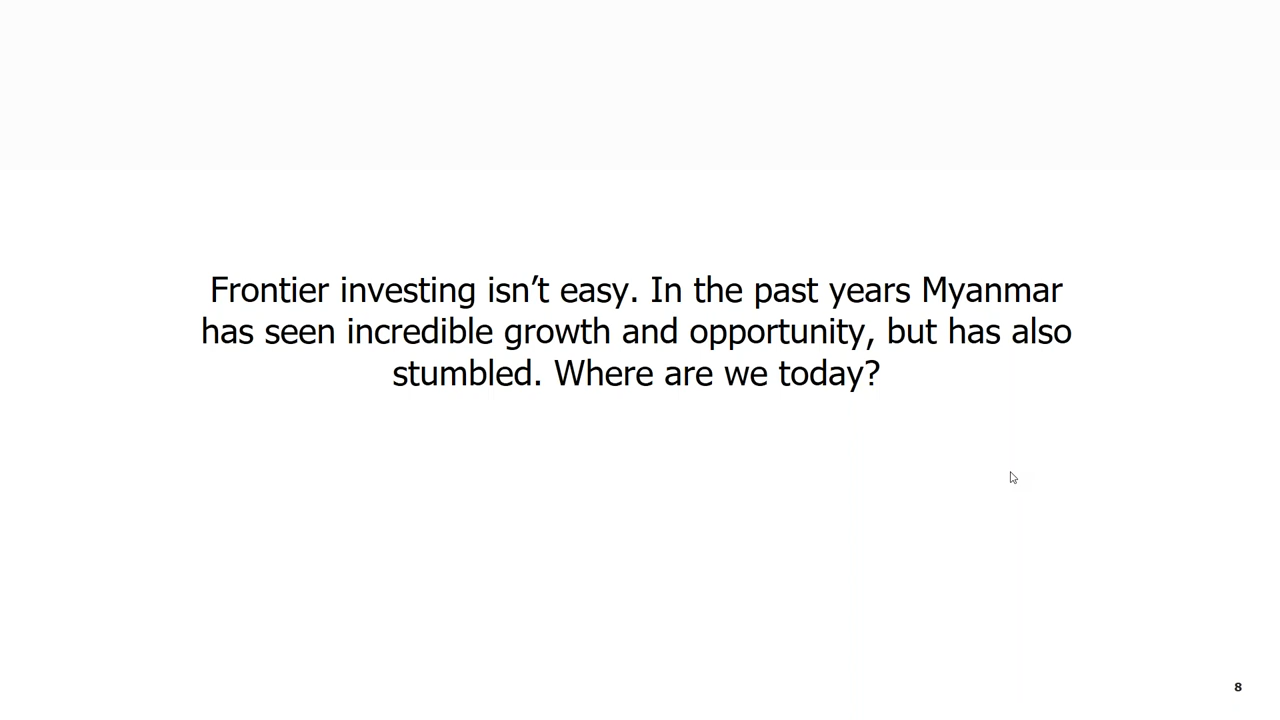 Frontier investing isn’t easy. In the past years Myanmar
has seen incredible growth and opportunity, but has also
stumbled. Where are we today?
8